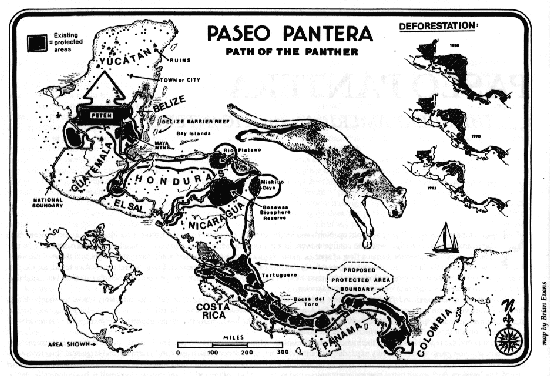 PASEO PANTERA
PATH OF THE PANTHER
DEFORESTATION:
Existing
= protected
areas
YUCATAN
RUINS
TOWN or CITY
BELIZE
PETEN
BELIZE BARRIER REEF
Bay Islands
MAYA
GUATEMALA
Rio Platano
HONDURAS
Miskito
Cays
NATIONAL
BOUNDARY
EL SAL
NICARAGUA
Bosawas
Biosphere
Reserve
Tortuguero
PROPOSED
PROTECTED AREA
BOUNDARY
Bocas del
Toro
COSTA
RICA
PANAMA
COLOMBIA
N
MILES
0 100 200 300
AREA SHOWN
map by Brian Evans